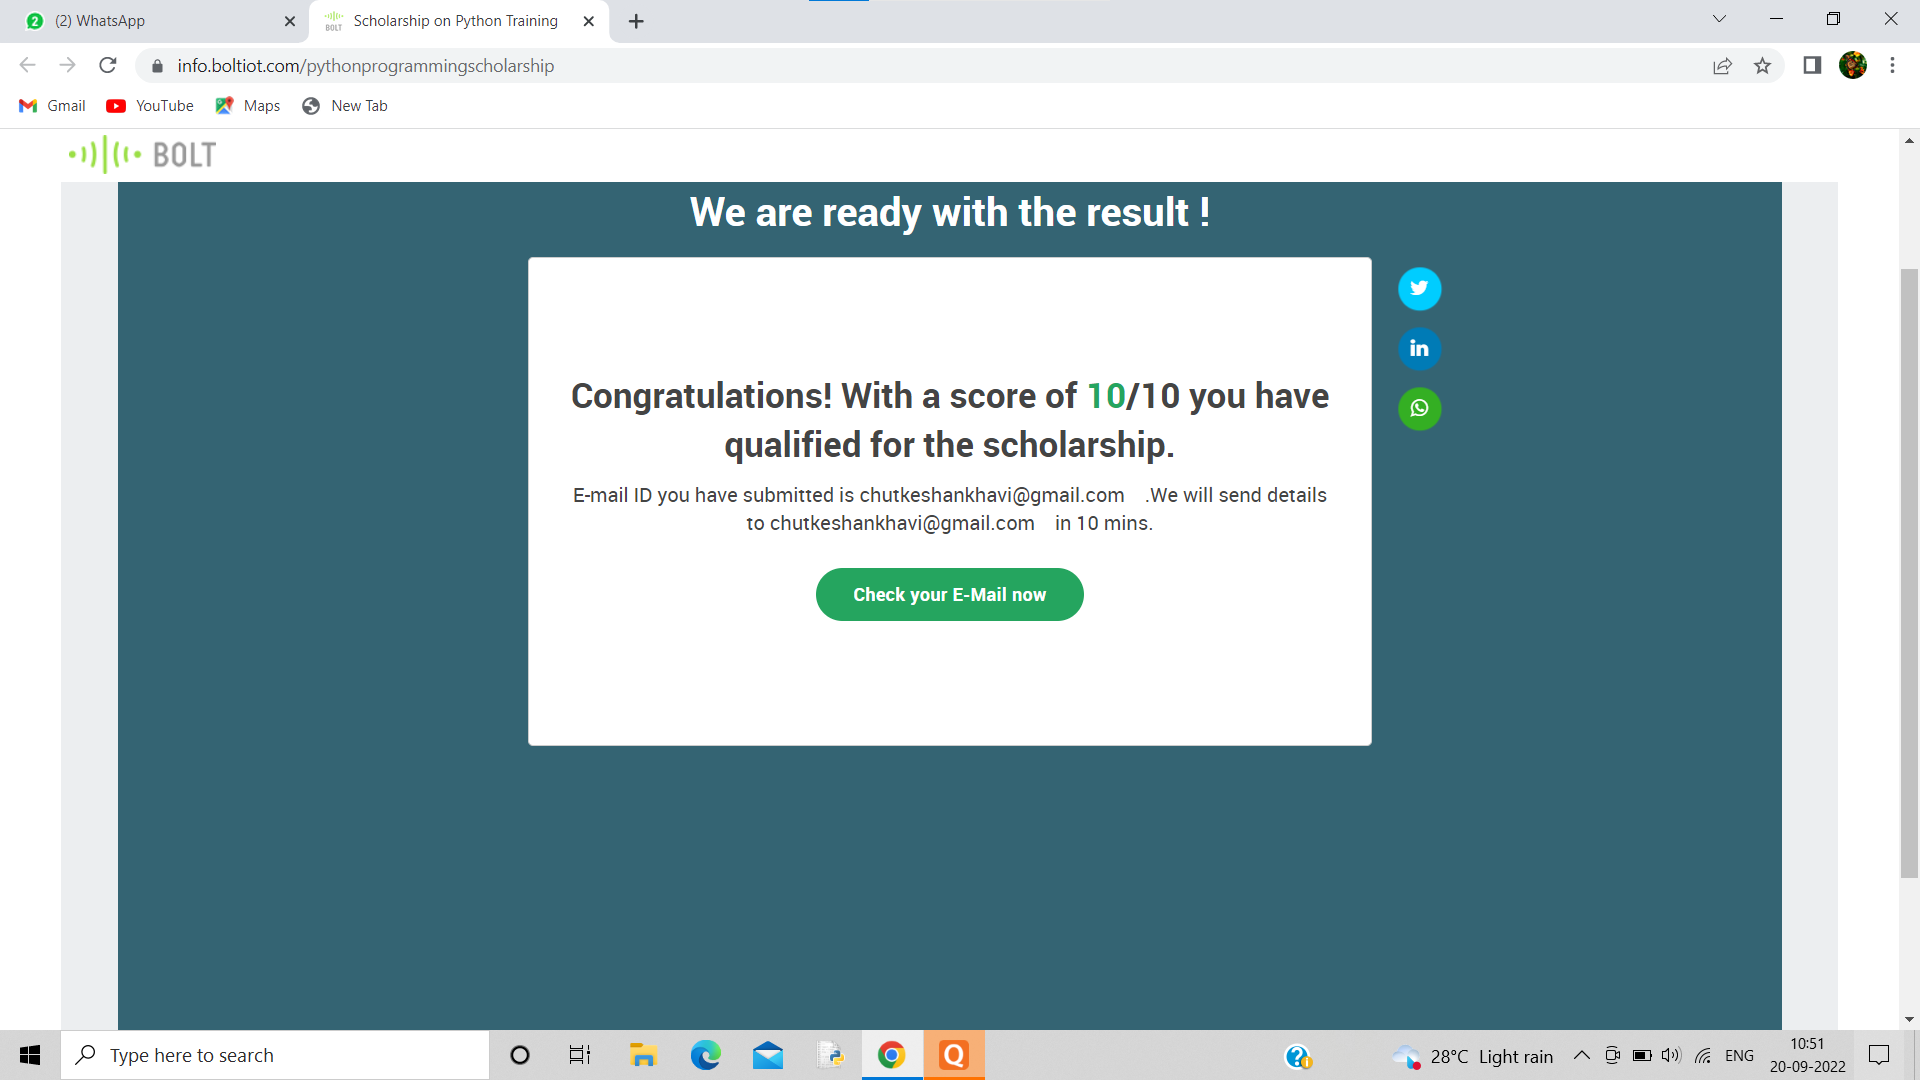 (2) WhatsApp
Scholarship on Python Training
info.boltiot.com/pythonprogrammingscholarship
Gmail YouTube Maps New Tab
BOLT
We are ready with the result !
Congratulations! With a score of 10/10 you have
qualified for the scholarship.
E-mail ID you have submitted is chutkeshankhavi@gmail.com .We will send details
to chutkeshankhavi@gmail.com in 10 mins.
Check your E-Mail now
Type here to search
28°C Light rain
ENG
10:51
20-09-2022